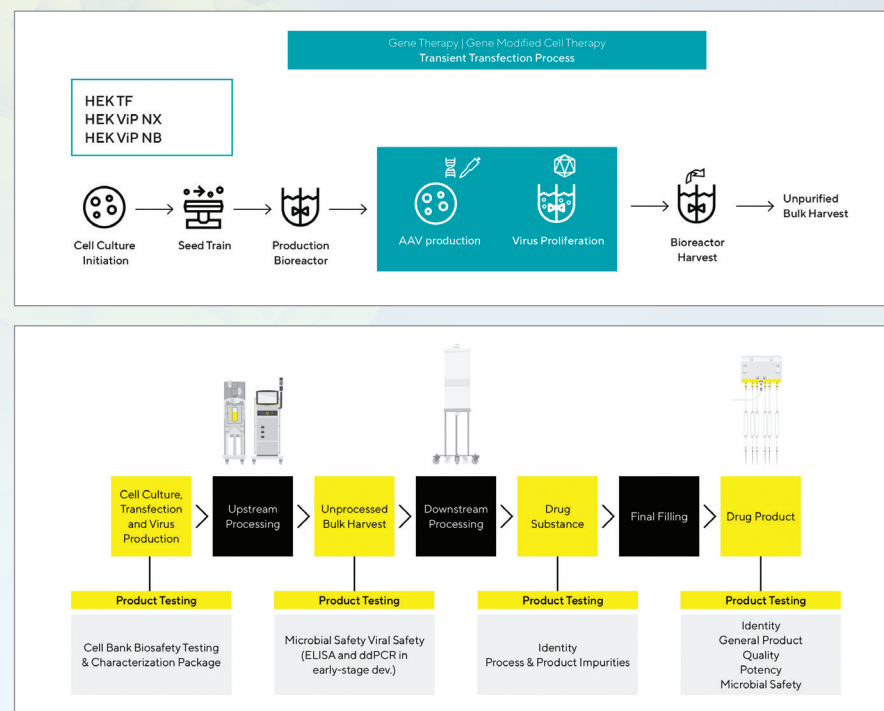 Gene Therapy | Gene Modified Cell Therapy
Transient Transfection Process
HEK TF
HEK ViP NX
HEK ViP NB
Cell Culture
Initiation
Seed Train
Production
Bioreactor
AAV production
Virus Proliferation
Bioreactor
Harvest
Unpurified
Bulk Harvest
Cell Culture,
Transfection
and Virus
Production
Upstream
Processing
Unprocessed
Bulk Harvest
Downstream
Processing
Drug
Substance
Final Filling
Drug Product
Product Testing
Cell Bank Biosafety Testing
& Characterization Package
Product Testing
Microbial Safety Viral Safety
(ELISA and ddPCR in
early-stage dev.)
Product Testing
Identity
Process & Product Impurities
Product Testing
Identity
General Product
Quality
Potency
Microbial Safety